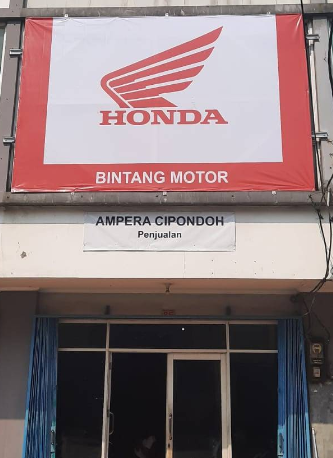 HONDA
BINTANG MOTOR
AMPERA CIPONDOH
Penjualan